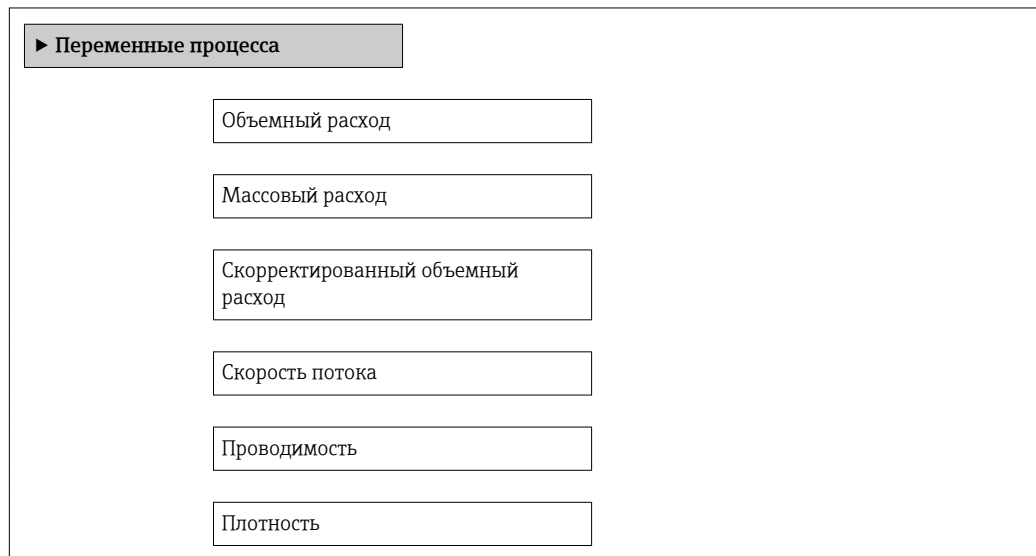 ▶ Переменные процесса
Объемный расход
Массовый расход
Скорректированный объемный
расход
Скорость потока
Проводимость
Плотность